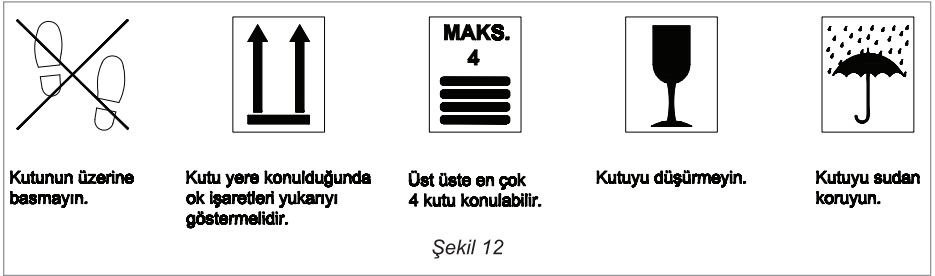 MAKS.
4
Kutunun üzerine
basmayın.
Kutu yere konulduğunda
ok işaretleri yukarıyı
göstermelidir.
Üst üste en çok
4 kutu konulabilir.
Kutuyu düşürmeyin.
Kutuyu sudan
koruyun.
Şekil 12